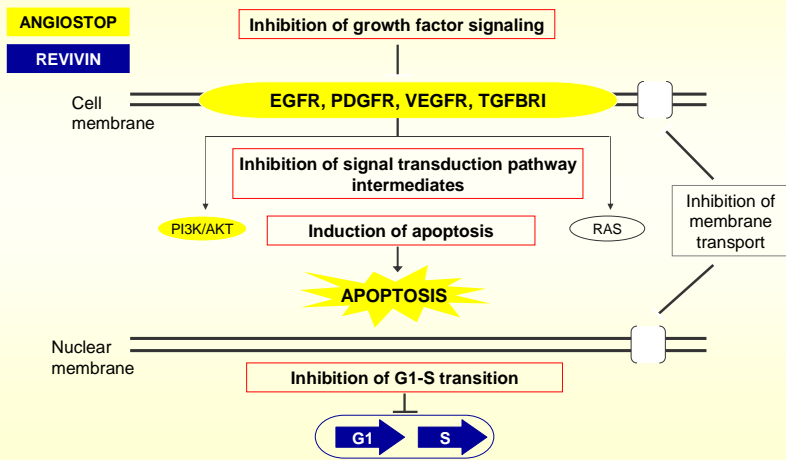 ANGIOSTOP
REVIVIN
Inhibition of growth factor signaling
Cell
membrane
EGFR, PDGFR, VEGFR, TGFBRI
Inhibition of signal transduction pathway
intermediates
PI3K/AKT
Induction of apoptosis
RAS
Inhibition of
membrane
transport
APOPTOSIS
Nuclear
membrane
Inhibition of G1-S transition
G1
S